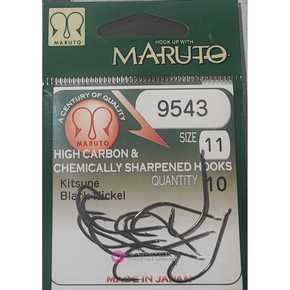 HOOK UP WITH
MARUTO
MARUTO
A CENTURY OF QUALITY
MARUTO
9543
SIZE 11
HIGH CARBON &
CHEMICALLY SHARPENED HOOKS
Kitsune
Black Nickel
QUANTITY 10
MADE IN JAPAN